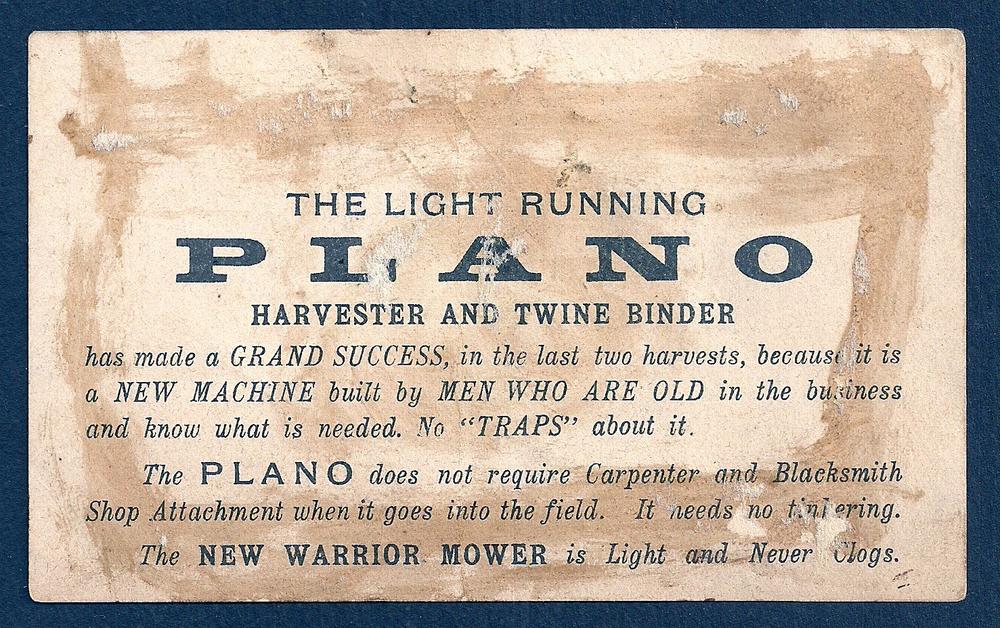 THE LIGHT RUNNING
PLANO
HARVESTER AND TWINE BINDER
has made a GRAND SUCCESS, in the last two harvests, because it is
a NEW MACHINE built by MEN WHO ARE OLD in the business
and know what is needed. No "TRAPS" about it.
The PLANO does not require Carpenter and Blacksmith
Shop Attachment when it goes into the field. It needs no tinkering.
The NEW WARRIOR MOWER is Light and Never Clogs.